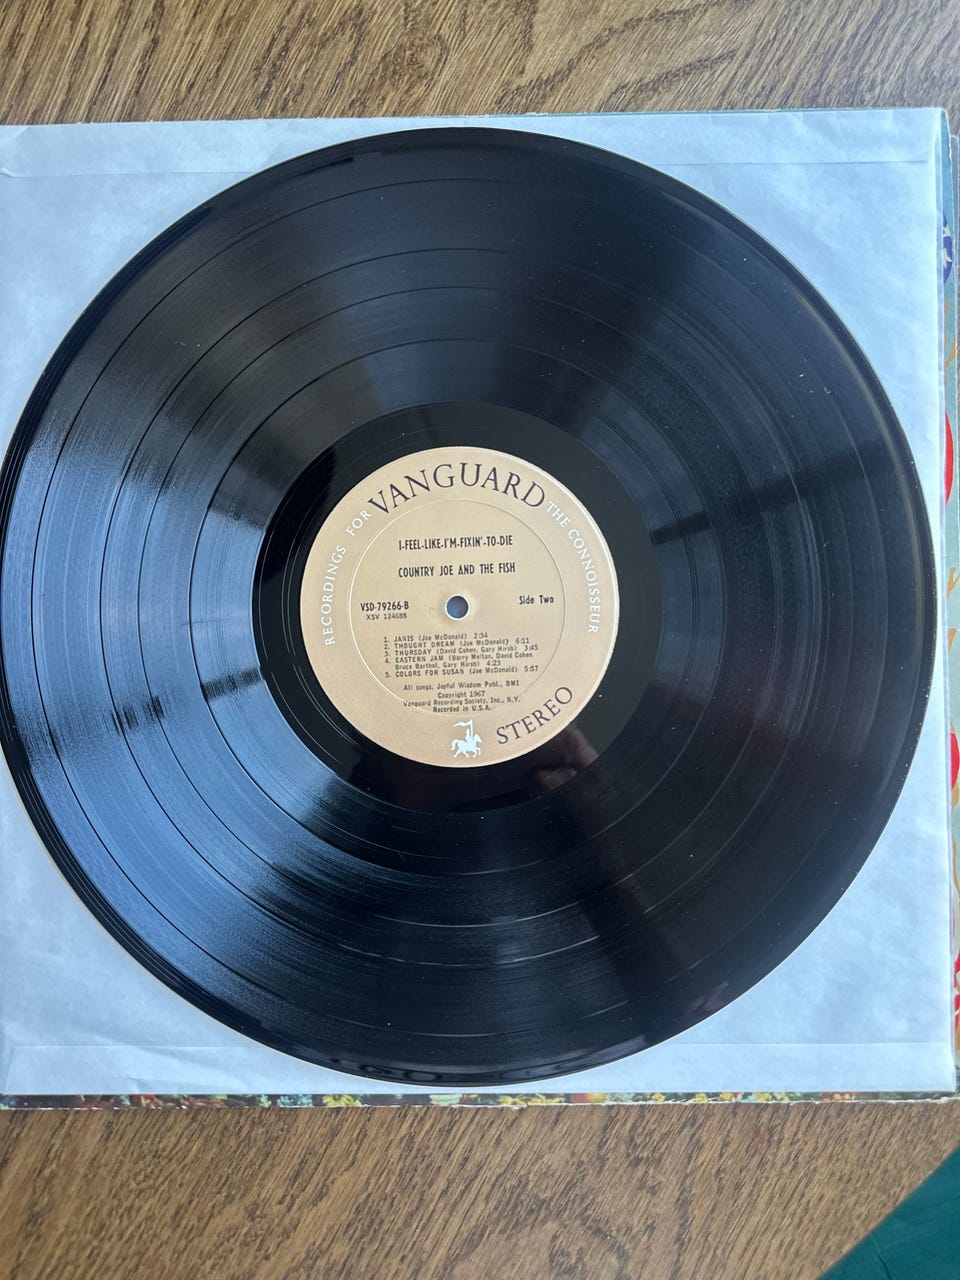 RECORDINGS FOR VANGUARD THE CONNOISSEUR
I-FEEL-LIKE-I'M-FIXIN'-TO-DIE
COUNTRY JOE AND THE FISH
VSD-79266-B Side Two
XSV 124688
1. JANIS (Joe McDonald) 2:34
2. THOUGHT DREAM (Joe McDonald) 6:11
3. THURSDAY (David Cohen, Gary Hirsh) 3:45
4. EASTERN JAM (Barry Melton, David Cohen
Bruce Barthol, Gary Hirsh) 4:23
5. COLORS FOR SUSAN (Joe McDonald) 5:57
All songs, Joyful Wisdom Publ., BMI
Copyright 1967
Vanguard Recording Society, Inc., N.Y.
Recorded in U.S.A.
STEREO